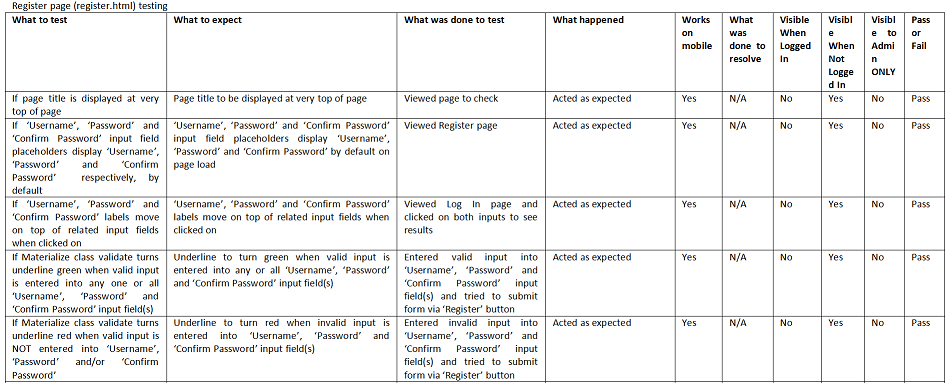 Register page (register.html) testing
What to test
What to expect
What was done to test
What happened
Works
on
mobile
What
was
done to
resolve
Visible
When
Logged
In
Visibl
e
When
Not
Logge
d In
Visibl
e to
Admi
n
ONLY
Pass
or
Fail
If page title is displayed at very
top of page
Page title to be displayed at very top of page
Viewed page to check
Acted as expected
Yes
N/A
No
Yes
No
Pass
If ‘Username’, ‘Password’ and
‘Confirm Password’ input field
placeholders display ‘Username’,
‘Password’ and ‘Confirm
Password’ respectively, by
default
‘Username’, ‘Password’ and ‘Confirm Password’
input field placeholders display ‘Username’,
‘Password’ and ‘Confirm Password’ by default on
page load
Viewed Register page
Acted as expected
Yes
N/A
No
Yes
No
Pass
If ‘Username’, ‘Password’ and
‘Confirm Password’ labels move
on top of related input fields
when clicked on
‘Username’, ‘Password’ and ‘Confirm Password’
labels move on top of related input fields when
clicked on
Viewed Log In page and
clicked on both inputs to see
results
Acted as expected
Yes
N/A
No
Yes
No
Pass
If Materialize class validate turns
underline green when valid input
is entered into any one or all
‘Username’, ‘Password’ and
‘Confirm Password’ input field(s)
Underline to turn green when valid input is
entered into any or all ‘Username’, ‘Password’
and ‘Confirm Password’ input field(s)
Entered valid input into
‘Username’, ‘Password’ and
‘Confirm Password’ input
field(s) and tried to submit
form via ‘Register’ button
Acted as expected
Yes
N/A
No
Yes
No
Pass
If Materialize class validate turns
underline red when valid input is
NOT entered into ‘Username’,
‘Password’ and/or ‘Confirm
Password’
Underline to turn red when invalid input is
entered into ‘Username’, ‘Password’ and
‘Confirm Password’ input field(s)
Entered invalid input into
‘Username’, ‘Password’ and
‘Confirm Password’ input
field(s) and tried to submit
form via ‘Register’ button
Acted as expected
Yes
N/A
No
Yes
No
Pass